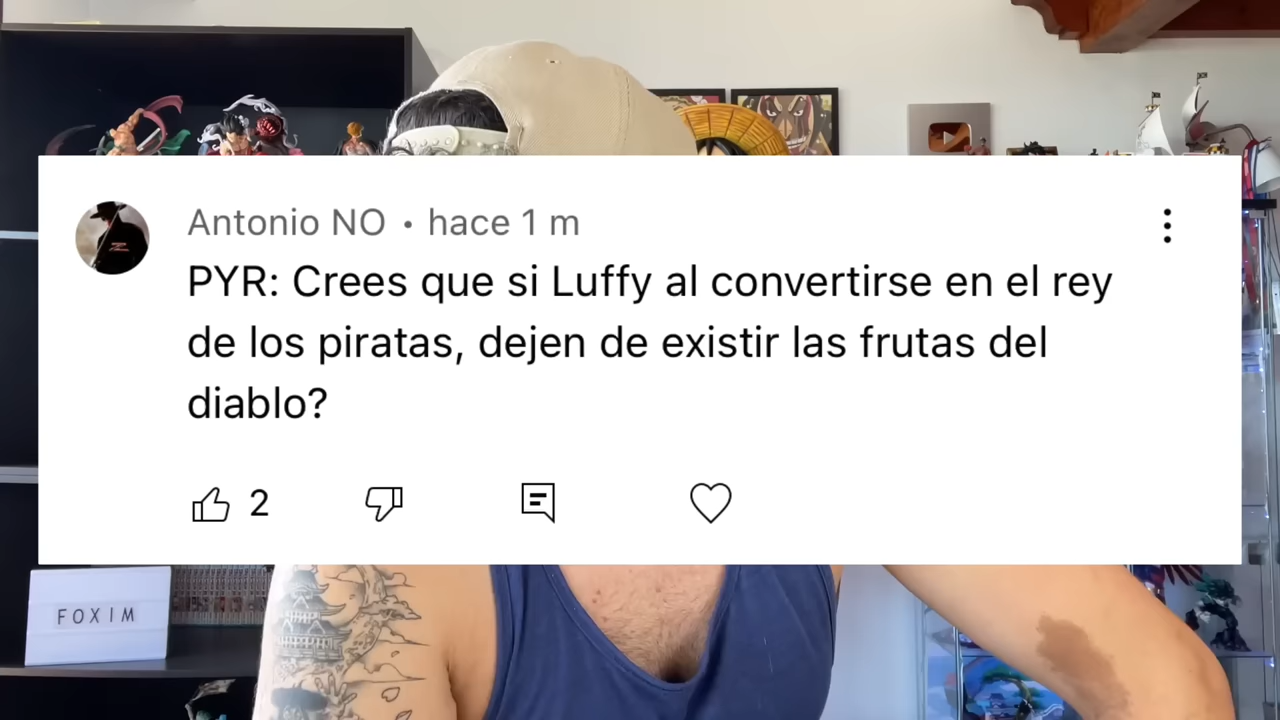 Antonio NO • hace 1 m
PYR: Crees que si Luffy al convertirse en el rey
de los piratas, dejen de existir las frutas del
diablo?
2
FOXIM